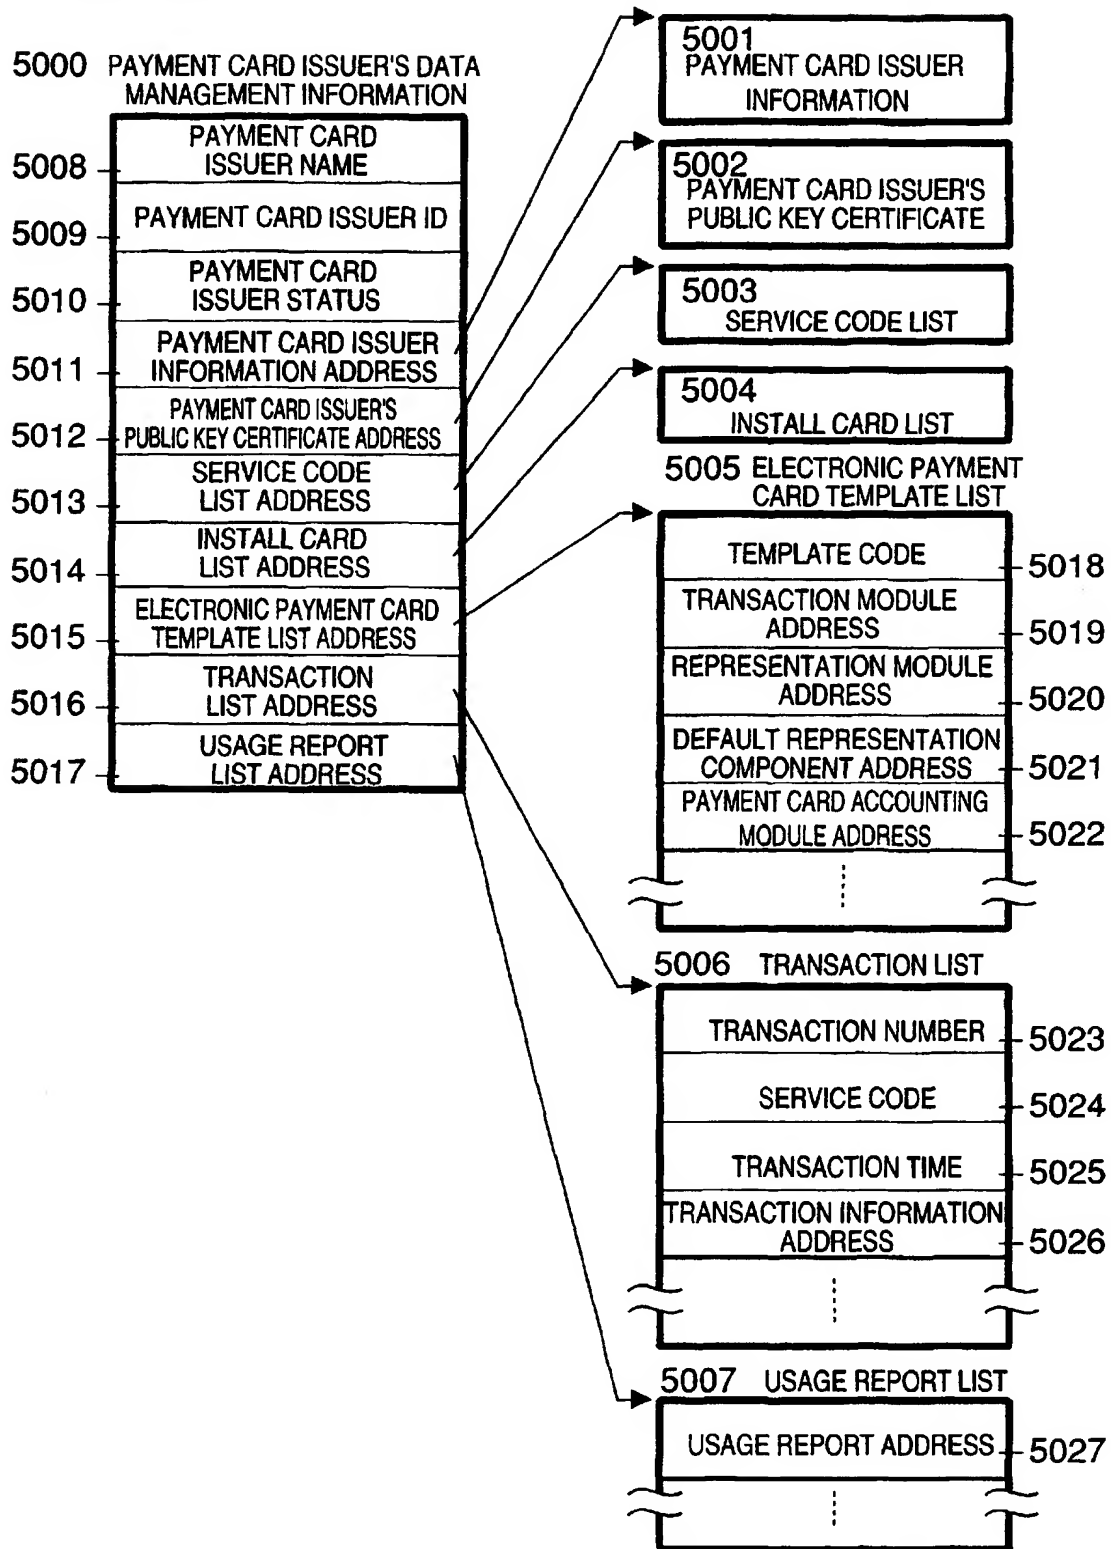 5000 PAYMENT CARD ISSUER'S DATA
MANAGEMENT INFORMATION
5008
PAYMENT CARD
ISSUER NAME
5009
PAYMENT CARD ISSUER ID
5010
PAYMENT CARD
ISSUER STATUS
5011
PAYMENT CARD ISSUER
INFORMATION ADDRESS
5012
PAYMENT CARD ISSUER'S
PUBLIC KEY CERTIFICATE ADDRESS
5013
SERVICE CODE
LIST ADDRESS
5014
INSTALL CARD
LIST ADDRESS
5015
ELECTRONIC PAYMENT CARD
TEMPLATE LIST ADDRESS
5016
TRANSACTION
LIST ADDRESS
5017
USAGE REPORT
LIST ADDRESS
5001
PAYMENT CARD ISSUER
INFORMATION
5002
PAYMENT CARD ISSUER'S
PUBLIC KEY CERTIFICATE
5003
SERVICE CODE LIST
5004
INSTALL CARD LIST
5005 ELECTRONIC PAYMENT
CARD TEMPLATE LIST
TEMPLATE CODE
5018
TRANSACTION MODULE
ADDRESS
5019
REPRESENTATION MODULE
ADDRESS
5020
DEFAULT REPRESENTATION
COMPONENT ADDRESS
5021
PAYMENT CARD ACCOUNTING
MODULE ADDRESS
5022
5006 TRANSACTION LIST
TRANSACTION NUMBER
5023
SERVICE CODE
5024
TRANSACTION TIME
5025
TRANSACTION INFORMATION
ADDRESS
5026
5007 USAGE REPORT LIST
USAGE REPORT ADDRESS
5027